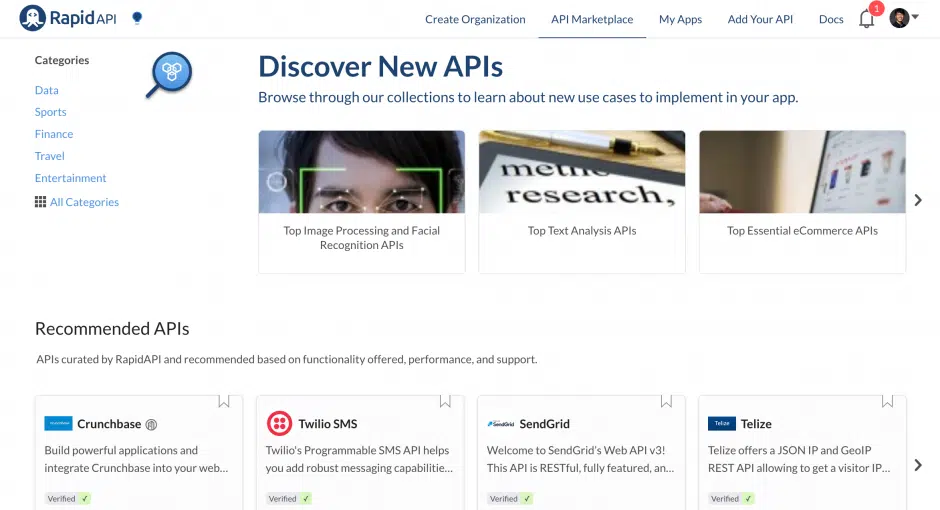 RapidAPI
Create Organization
API Marketplace
My Apps
Add Your API
Docs
1
Categories
Data
Sports
Finance
Travel
Entertainment
All Categories
Discover New APIs
Browse through our collections to learn about new use cases to implement in your app.
research,
Top Image Processing and Facial
Recognition APIs
Top Text Analysis APIs
Top Essential eCommerce APIs
Recommended APIs
APIs curated by RapidAPI and recommended based on functionality offered, performance, and support.
Crunchbase
Build powerful applications and
integrate Crunchbase into your web...
Verified ✓
Twilio SMS
Twilio's Programmable SMS API helps
you add robust messaging capabilitie...
Verified ✓
SendGrid
SendGrid
SendGrid's Web API v3!
This API is RESTful, fully featured, an...
Verified ✓
Telize
Telize
Telize offers a JSON IP and GeoIP
REST API allowing to get a visitor IP...
Verified ✓